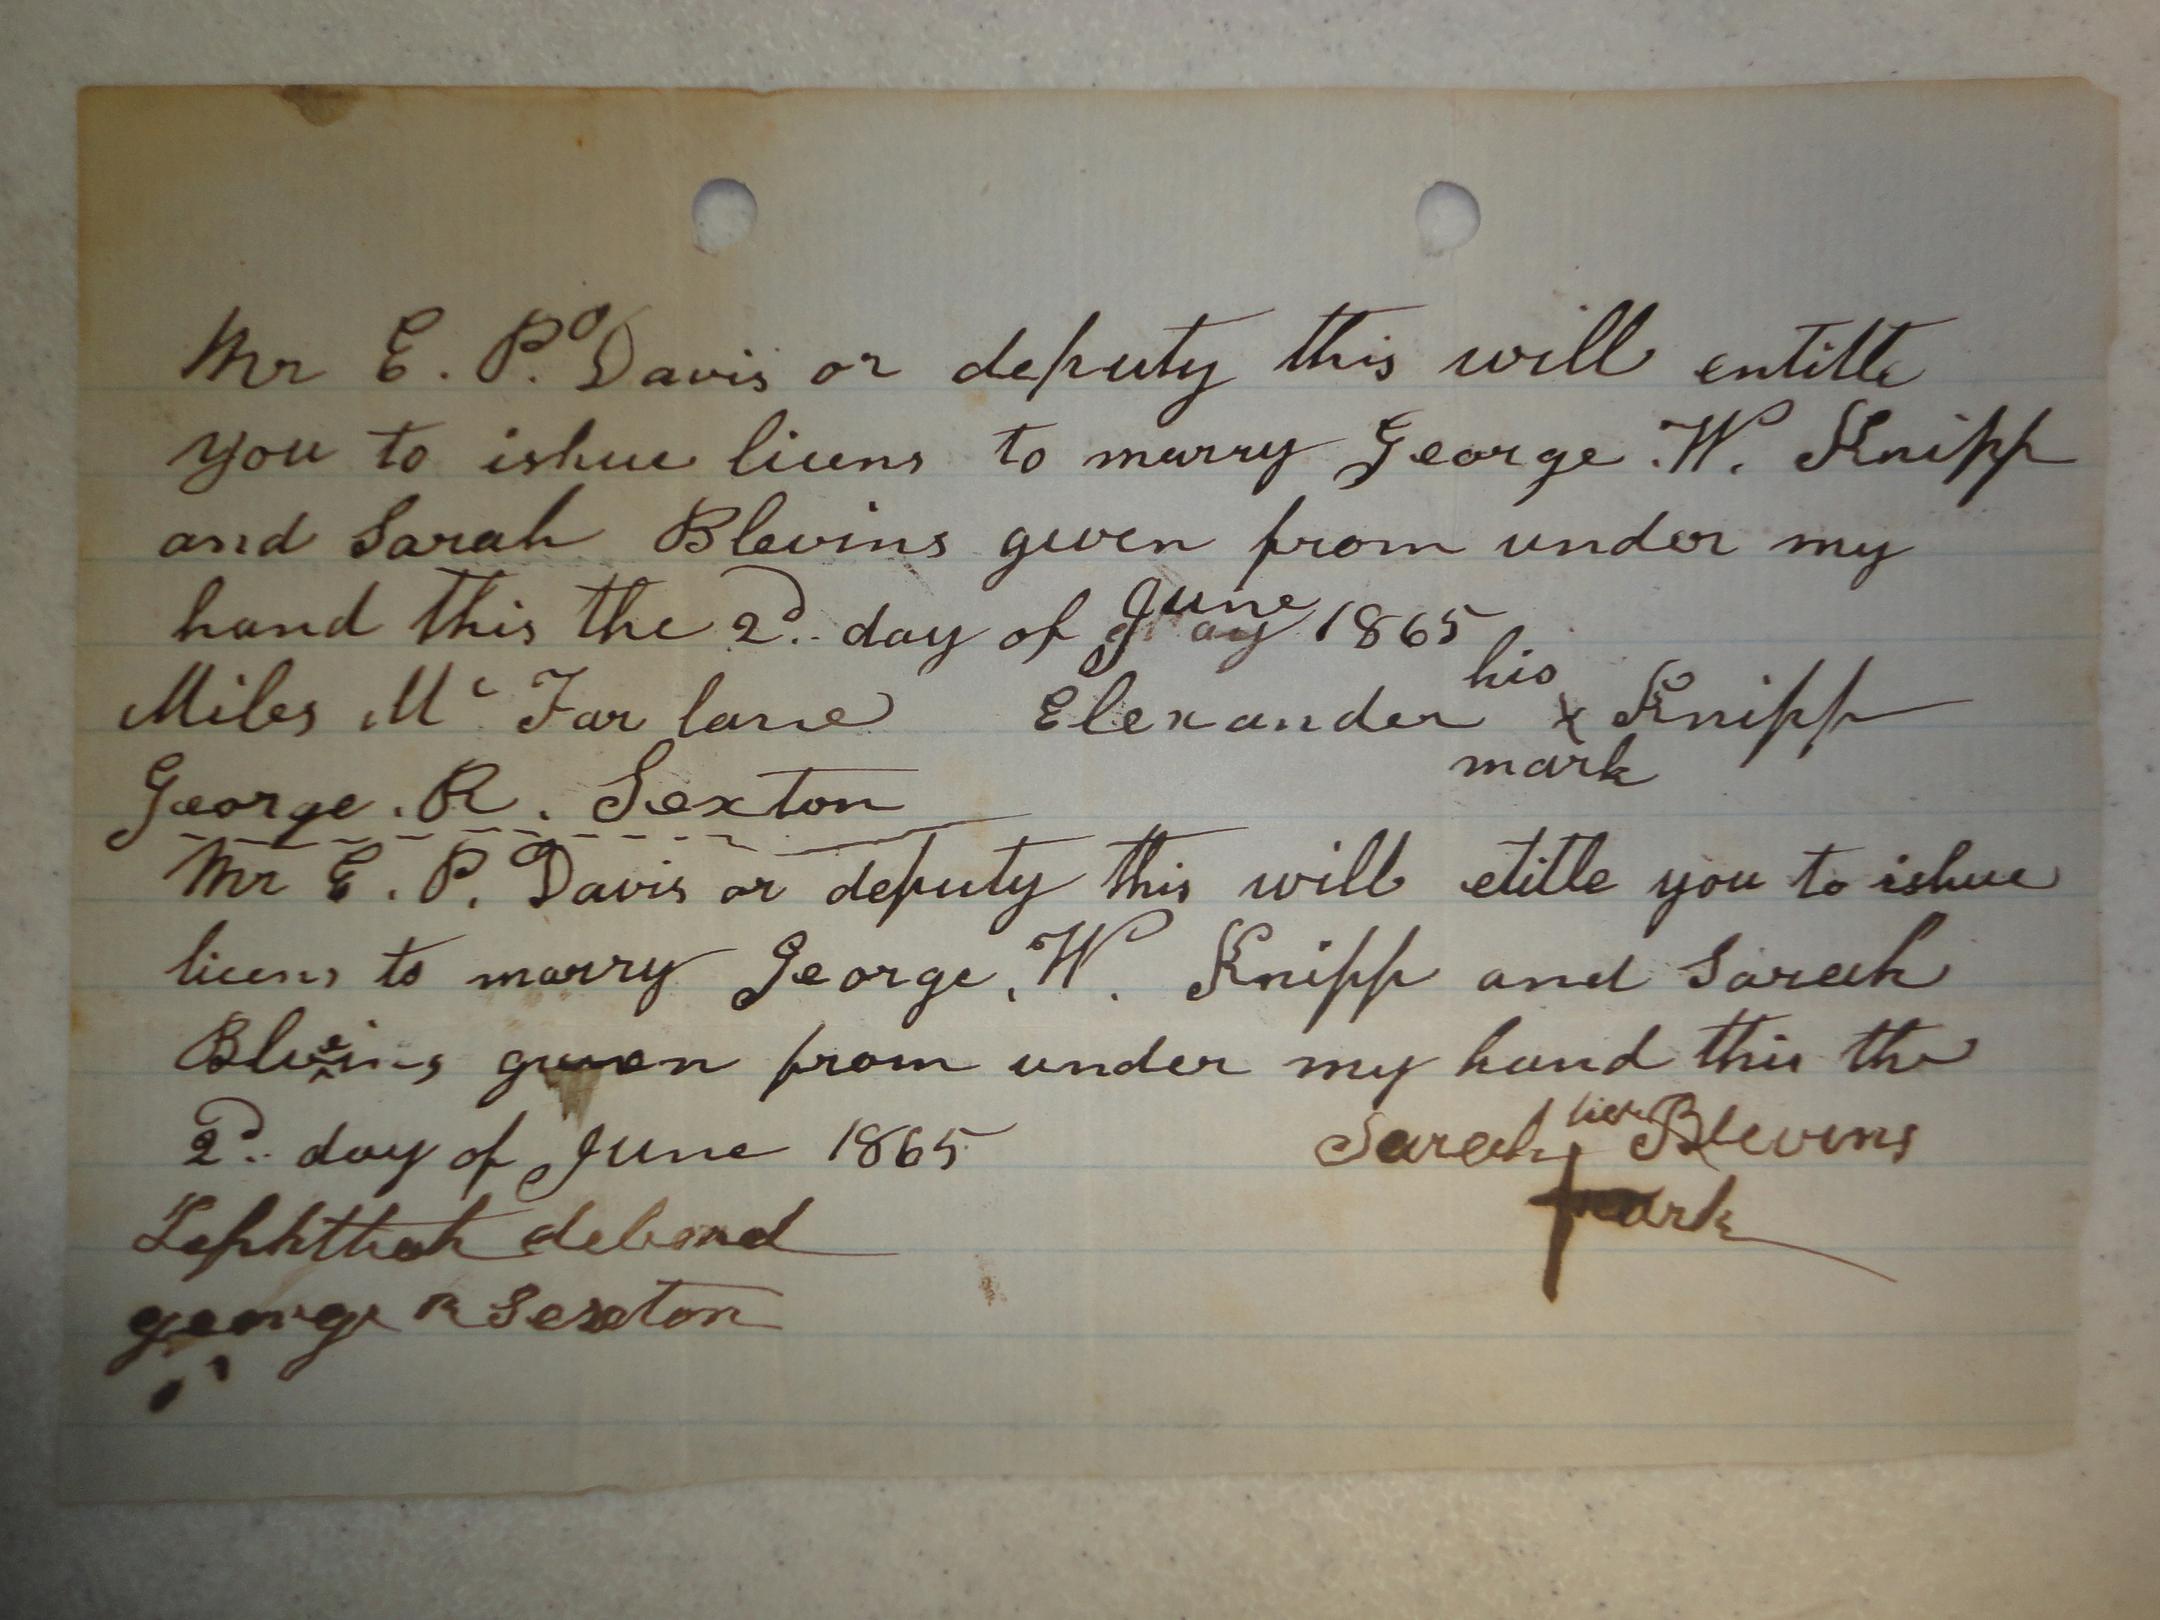 Mr E. P. Davis or deputy this will entitle
you to ishue licens to marry George W. Knipp
and Sarah Blevins given from under my
hand this the 2d. day of June 1865
Miles Mc Farlane Elexander his x mark Knipp
George. R. Sexton
Mr E. P. Davis or deputy this will etitle you to ishue
licens to marry George. W. Knipp and Sarah
Blevins given from under my hand this the
2d. day of June 1865 Sarah her Blevins
mark
george R Sexton